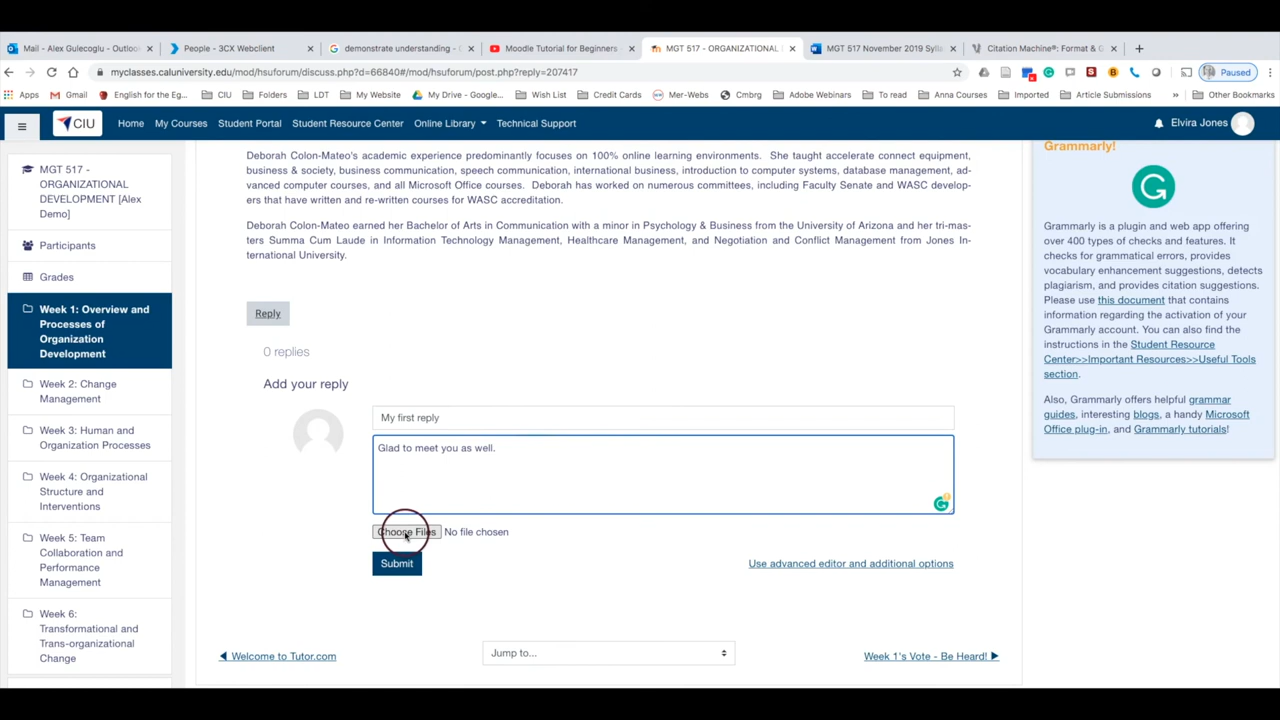 Mail - Alex Gulecoglu - Outloo
People - 3CX Webclient
demonstrate understanding -
Moodle Tutorial for Beginners
MGT 517 - ORGANIZATIONAL
MGT 517 November 2019 Sylla
Citation Machine®: Format & G
myclasses.caluniversity.edu/mod/hsuforum/discuss.php?d=66840#/mod/hsuforum/post.php?reply=207417
Paused
Apps
Gmail
English for the Eg...
CIU
Folders
LDT
My Website
My Drive - Google...
Wish List
Credit Cards
Mer-Webs
Cmbrg
Adobe Webinars
To read
Anna Courses
Imported
Article Submissions
»
Other Bookmarks
CIU
Home
My Courses
Student Portal
Student Resource Center
Online Library
Technical Support
Elvira Jones
MGT 517 -
ORGANIZATIONAL
DEVELOPMENT [Alex
Demo]
Participants
Grades
Week 1: Overview and
Processes of
Organization
Development
Week 2: Change
Management
Week 3: Human and
Organization Processes
Week 4: Organizational
Structure and
Interventions
Week 5: Team
Collaboration and
Performance
Management
Week 6:
Transformational and
Trans-organizational
Change
Deborah Colon-Mateo's academic experience predominantly focuses on 100% online learning environments. She taught accelerate connect equipment,
business & society, business communication, speech communication, international business, introduction to computer systems, database management, ad-
vanced computer courses, and all Microsoft Office courses. Deborah has worked on numerous committees, including Faculty Senate and WASC develop-
ers that have written and re-written courses for WASC accreditation.
Deborah Colon-Mateo earned her Bachelor of Arts in Communication with a minor in Psychology & Business from the University of Arizona and her tri-mas-
ters Summa Cum Laude in Information Technology Management, Healthcare Management, and Negotiation and Conflict Management from Jones In-
ternational University.
Reply
0 replies
Add your reply
My first reply
Glad to meet you as well.
Choose Files No file chosen
Submit
Use advanced editor and additional options
◀ Welcome to Tutor.com
Jump to...
Week 1's Vote - Be Heard! ▶
Grammarly!
Grammarly is a plugin and web app offering
over 400 types of checks and features. It
checks for grammatical errors, provides
vocabulary enhancement suggestions, detects
plagiarism, and provides citation suggestions.
Please use this document that contains
information regarding the activation of your
Grammarly account. You can also find the
instructions in the Student Resource
Center>>Important Resources>>Useful Tools
section.
Also, Grammarly offers helpful grammar
guides, interesting blogs, a handy Microsoft
Office plug-in, and Grammarly tutorials!